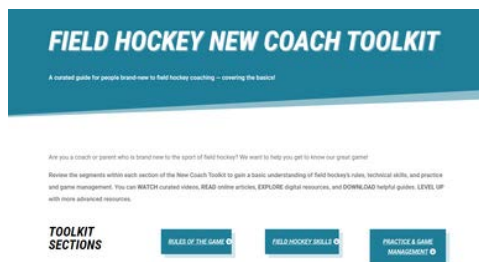 FIELD HOCKEY NEW COACH TOOLKIT
A curated guide for people brand-new to field hockey coaching — covering the basics!
Are you a coach or parent who is brand new to the sport of field hockey? We want to help you get to know our great game!
Review the segments within each section of the New Coach Toolkit to gain a basic understanding of field hockey's rules, technical skills, and practice
and game management. You can WATCH curated videos, READ online articles, EXPLORE digital resources, and DOWNLOAD helpful guides. LEVEL UP
with more advanced resources.
TOOLKIT
SECTIONS
RULES OF THE GAME
FIELD HOCKEY SKILLS
PRACTICE & GAME
MANAGEMENT